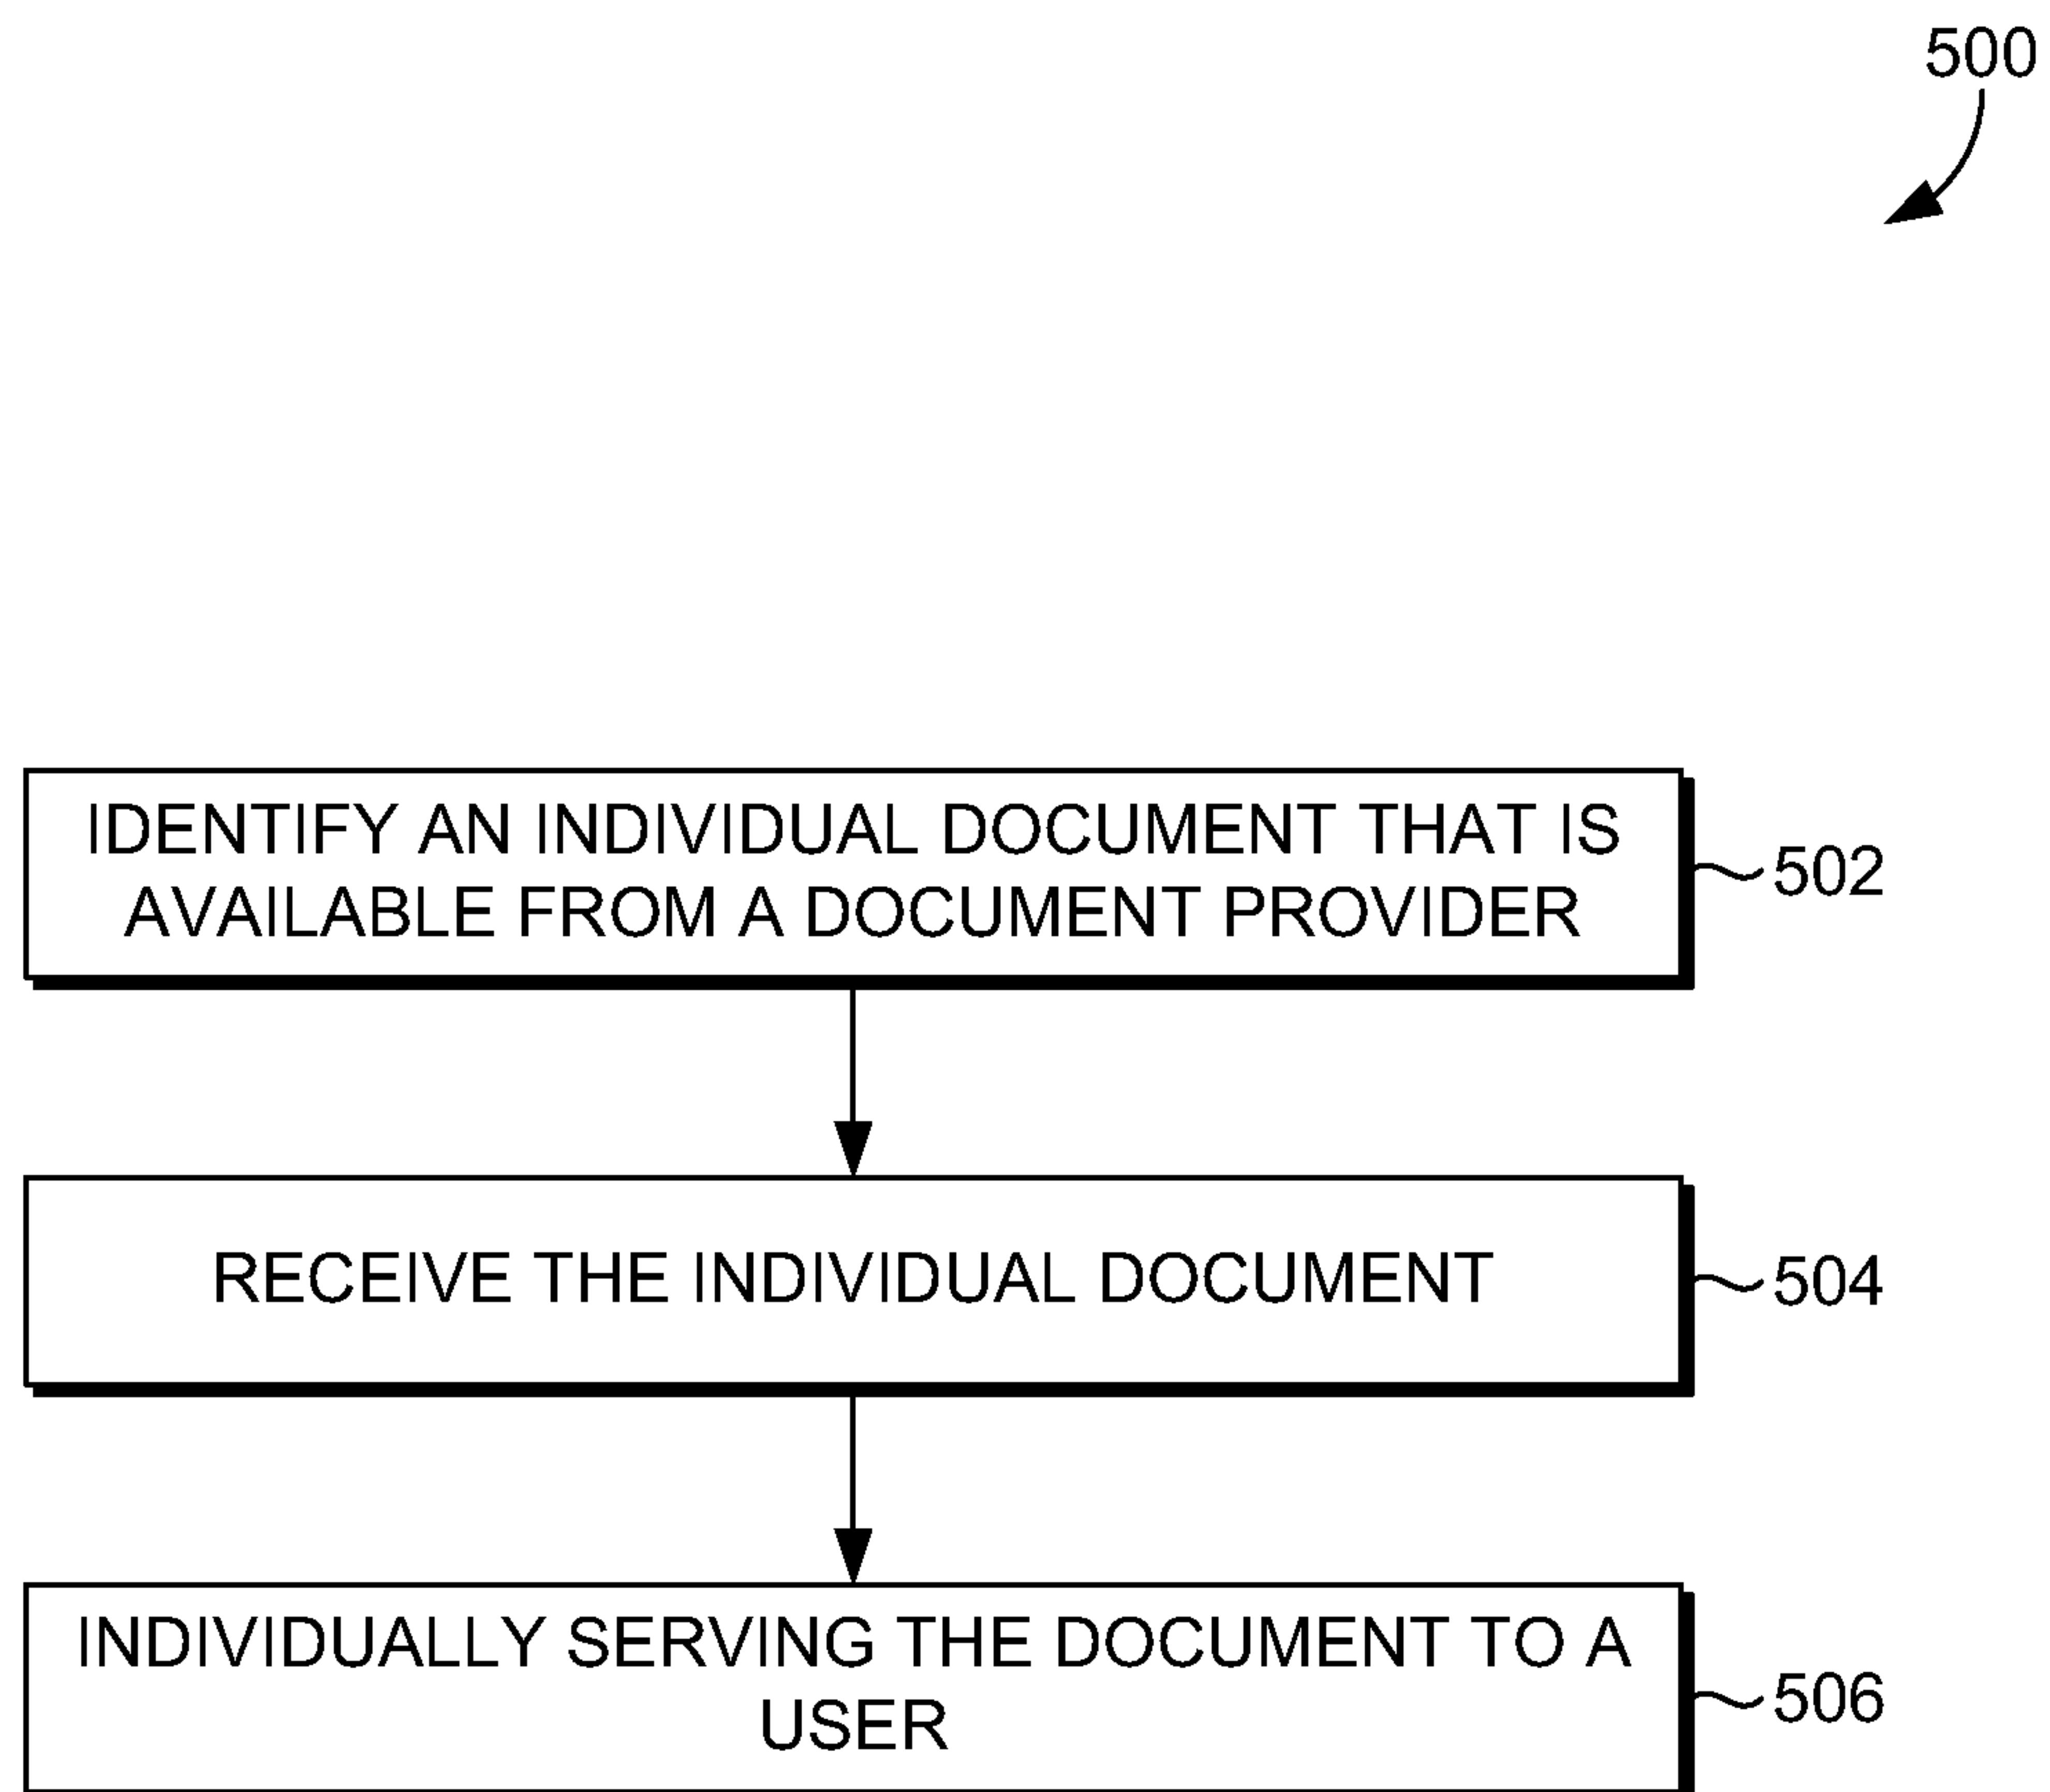 500
IDENTIFY AN INDIVIDUAL DOCUMENT THAT IS
AVAILABLE FROM A DOCUMENT PROVIDER
502
RECEIVE THE INDIVIDUAL DOCUMENT
504
INDIVIDUALLY SERVING THE DOCUMENT TO A
USER
506